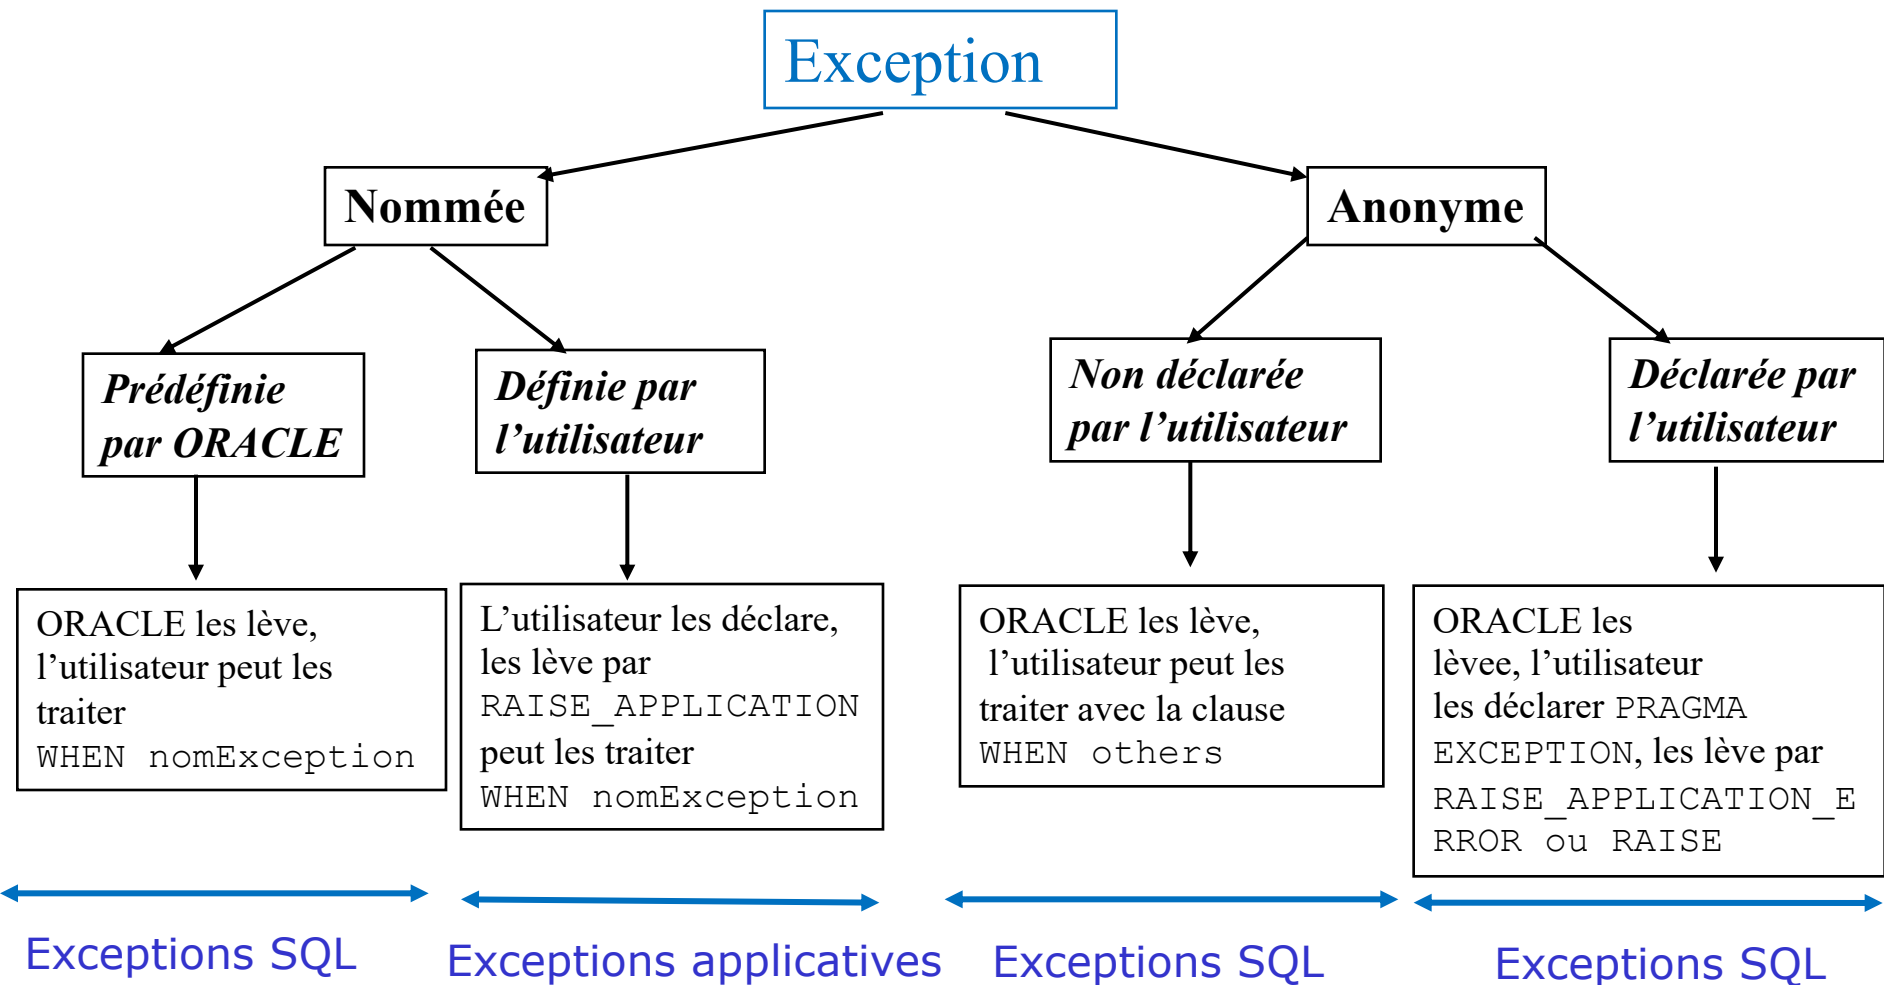 Exception
Nommée
Anonyme
Prédéfinie
par ORACLE
Définie par
l’utilisateur
Non déclarée
par l’utilisateur
Déclarée par
l’utilisateur
ORACLE les lève,
l’utilisateur peut les
traiter
WHEN nomException
L’utilisateur les déclare,
les lève par
RAISE_APPLICATION
peut les traiter
WHEN nomException
ORACLE les lève,
l’utilisateur peut les
traiter avec la clause
WHEN others
ORACLE les
lèvee, l’utilisateur
les déclarer PRAGMA
EXCEPTION, les lève par
RAISE_APPLICATION_E
RROR ou RAISE
Exceptions SQL
Exceptions applicatives
Exceptions SQL
Exceptions SQL